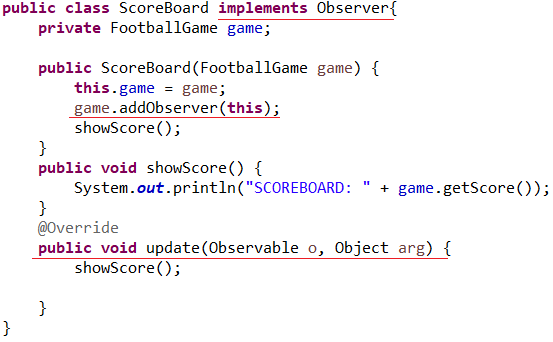 public class ScoreBoard implements Observer{
    private FootballGame game;

    public ScoreBoard(FootballGame game) {
        this.game = game;
        game.addObserver(this);
        showScore();
    }
    public void showScore() {
        System.out.println("SCOREBOARD: " + game.getScore());
    }
    @Override
    public void update(Observable o, Object arg) {
        showScore();

    }
}